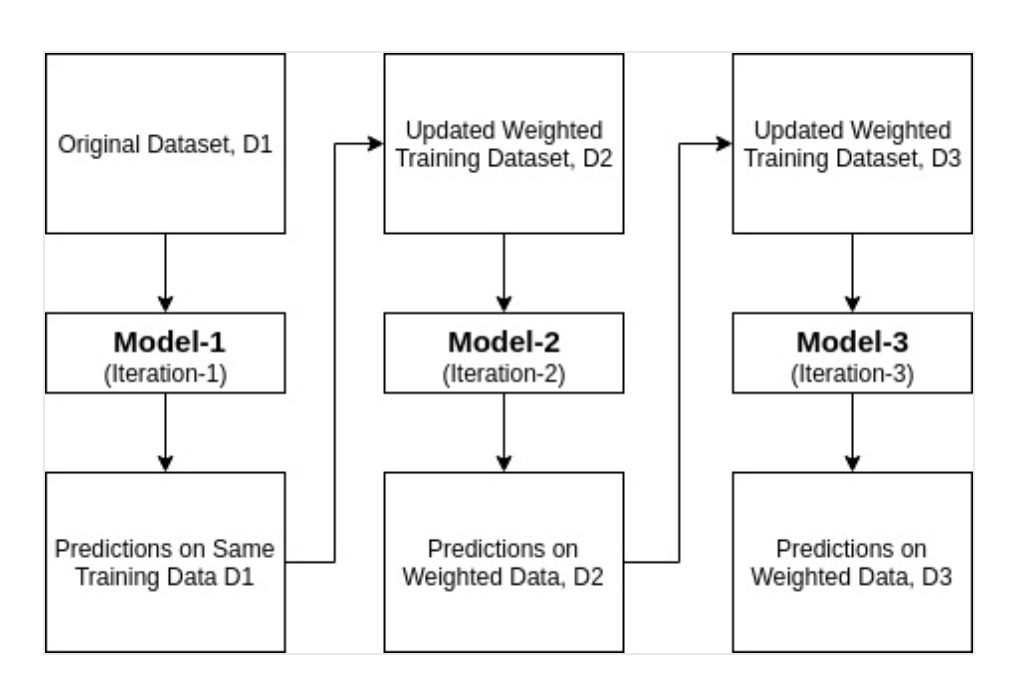 Original Dataset, D1
Model-1
(Iteration-1)
Predictions on Same
Training Data D1
Updated Weighted
Training Dataset, D2
Model-2
(Iteration-2)
Predictions on
Weighted Data, D2
Updated Weighted
Training Dataset, D3
Model-3
(Iteration-3)
Predictions on
Weighted Data, D3